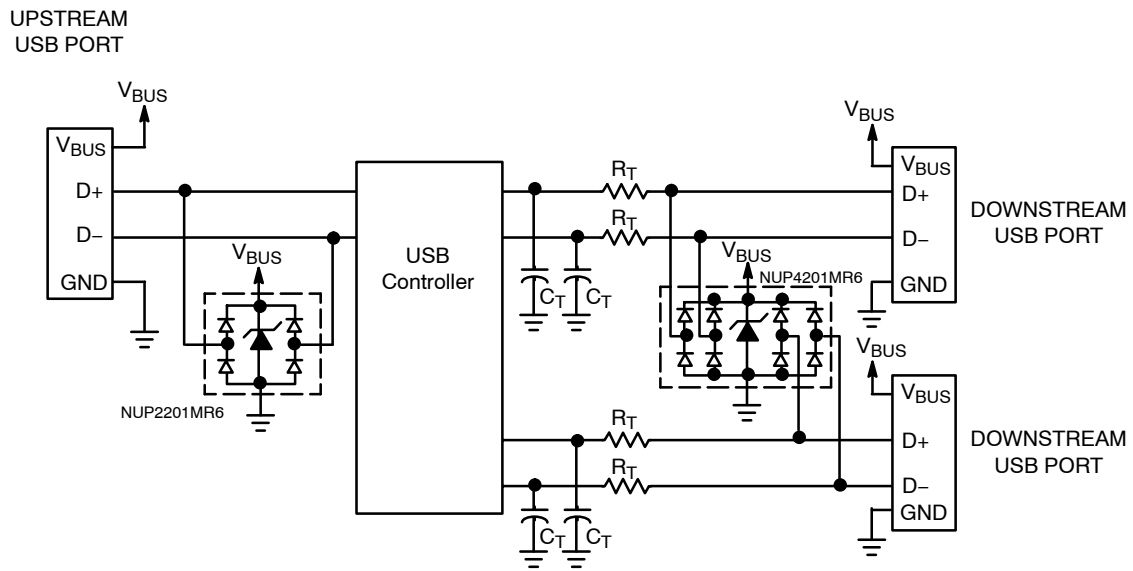 UPSTREAM
USB PORT
VBUS
VBUS
D+
D−
GND
VBUS
NUP2201MR6
USB
Controller
RT
RT
CT
CT
VBUS
NUP4201MR6
VBUS
VBUS
D+
D−
GND
DOWNSTREAM
USB PORT
RT
RT
CT
CT
VBUS
VBUS
D+
D−
GND
DOWNSTREAM
USB PORT